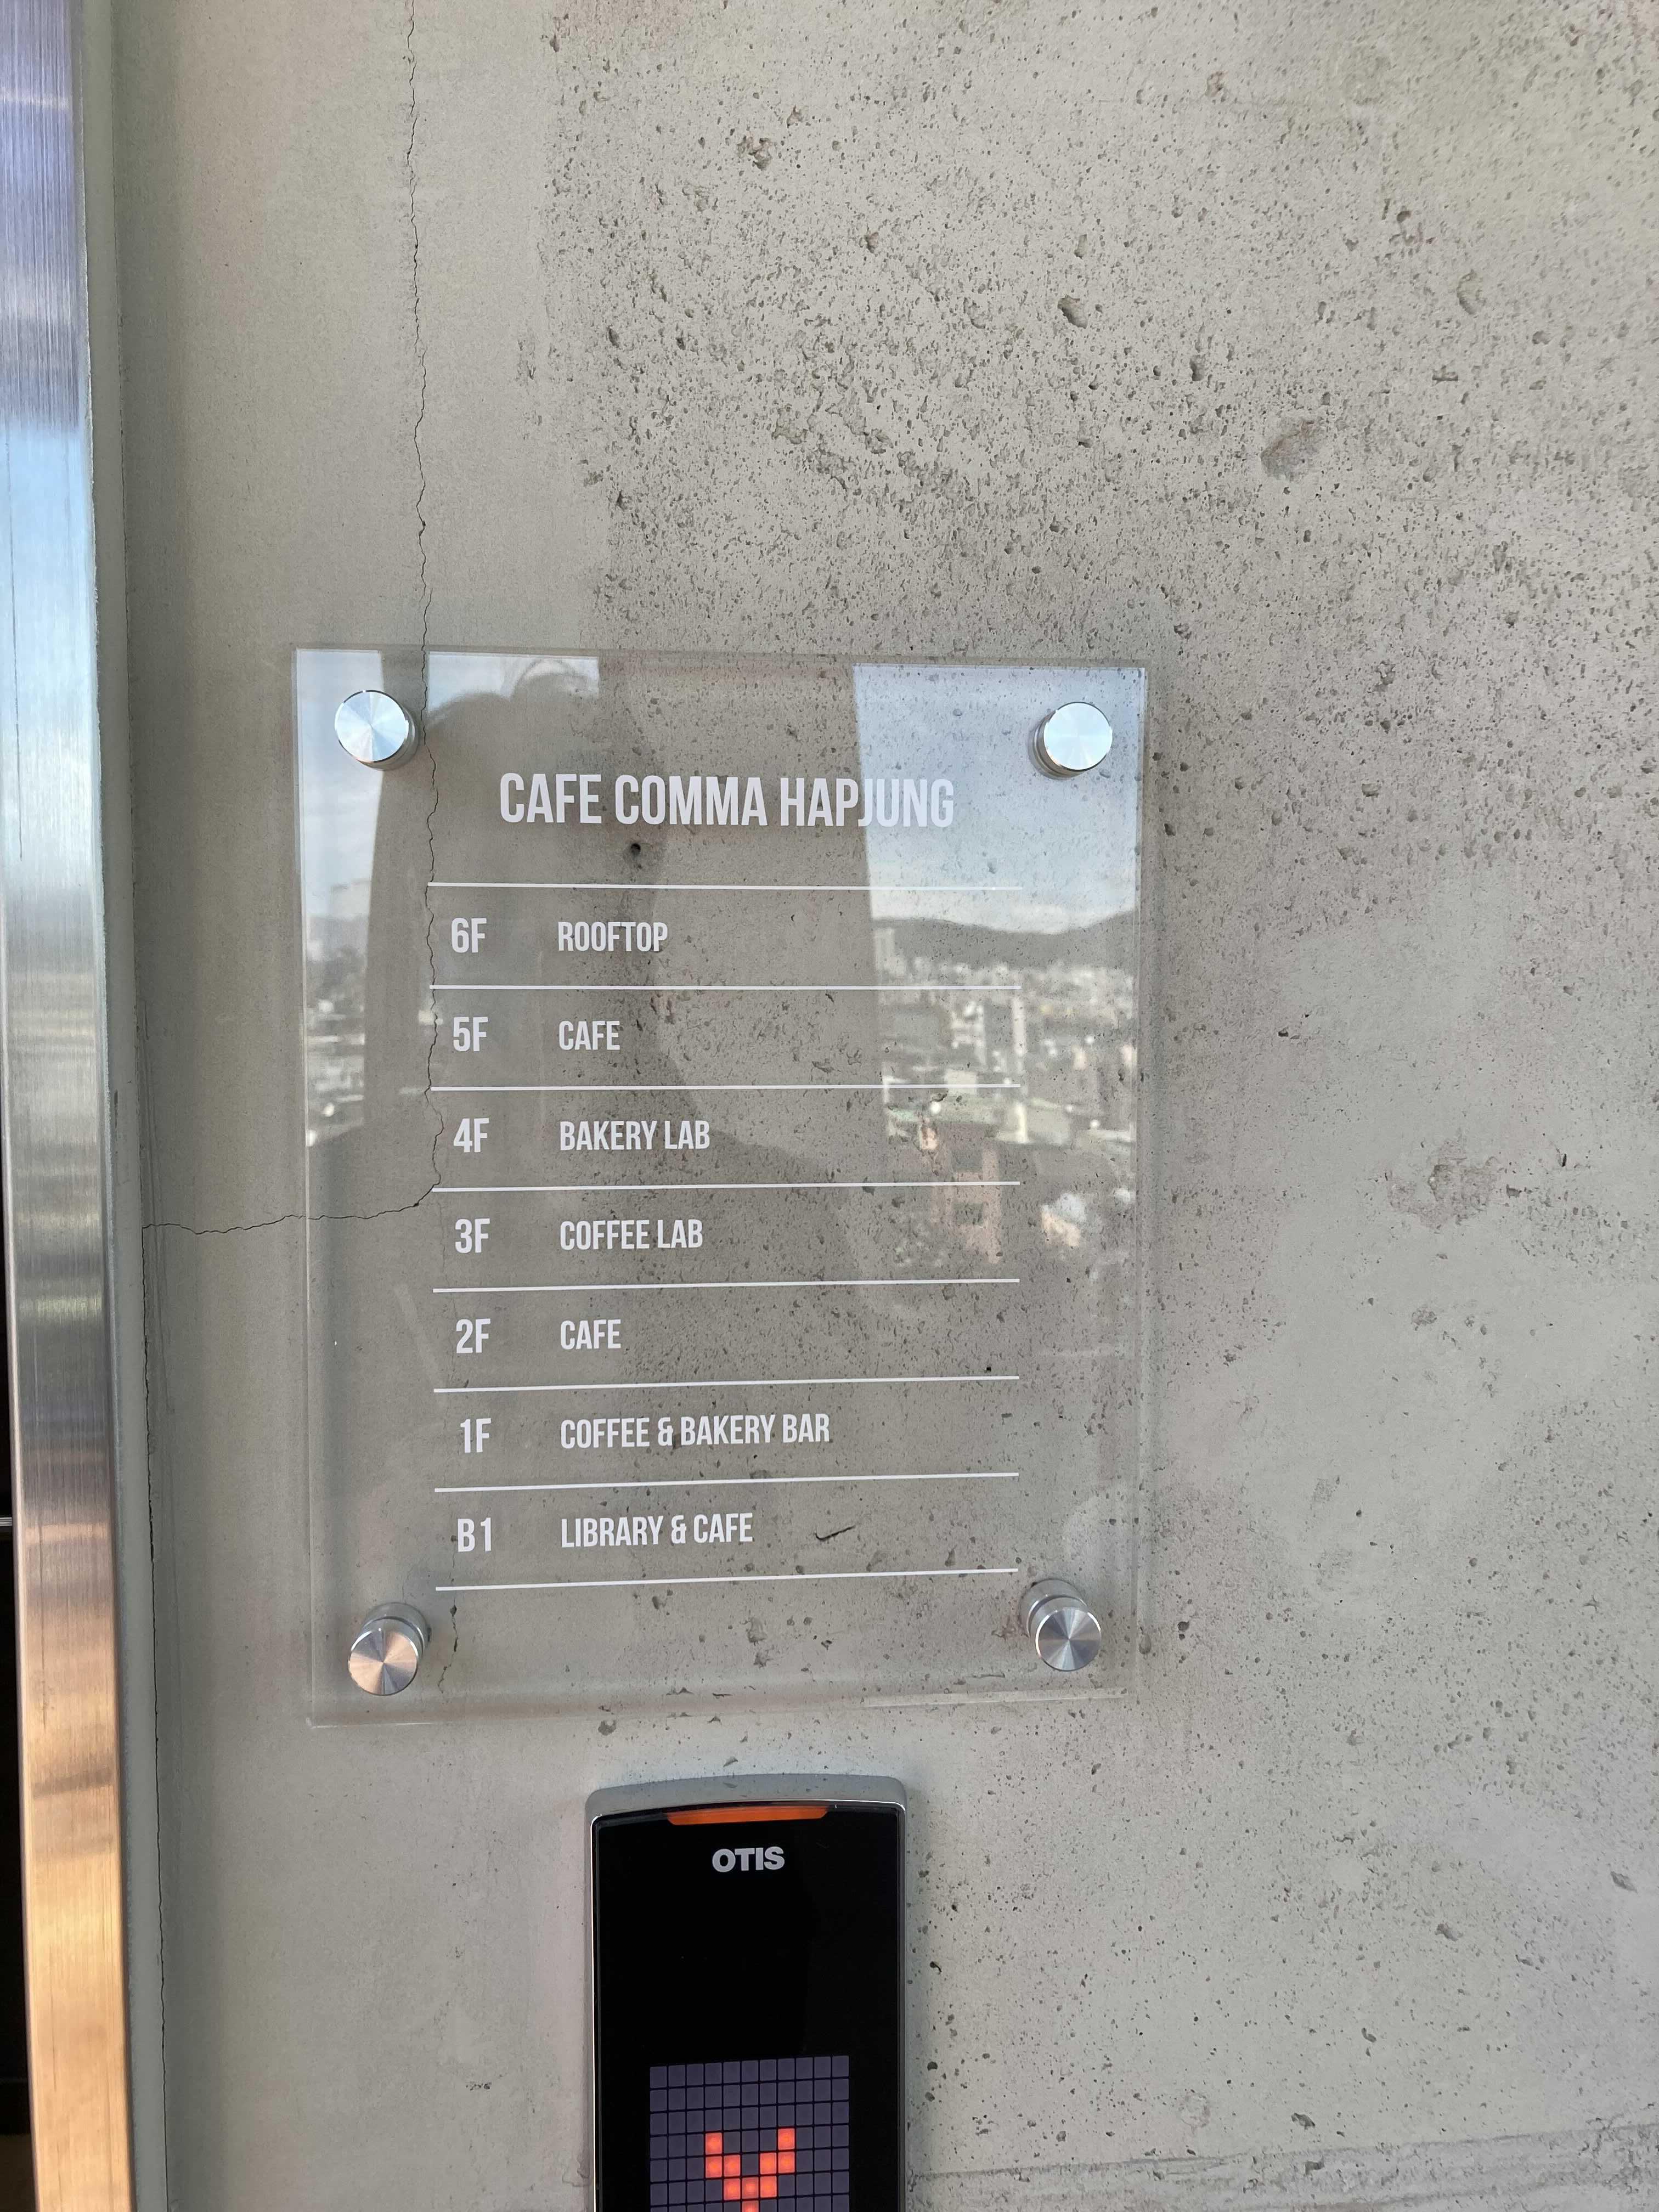 CAFE COMMA HAPJUNG
6F ROOFTOP
5F CAFE
4F BAKERY LAB
3F COFFEE LAB
2F CAFE
1F COFFEE & BAKERY BAR
B1 LIBRARY & CAFE
OTIS